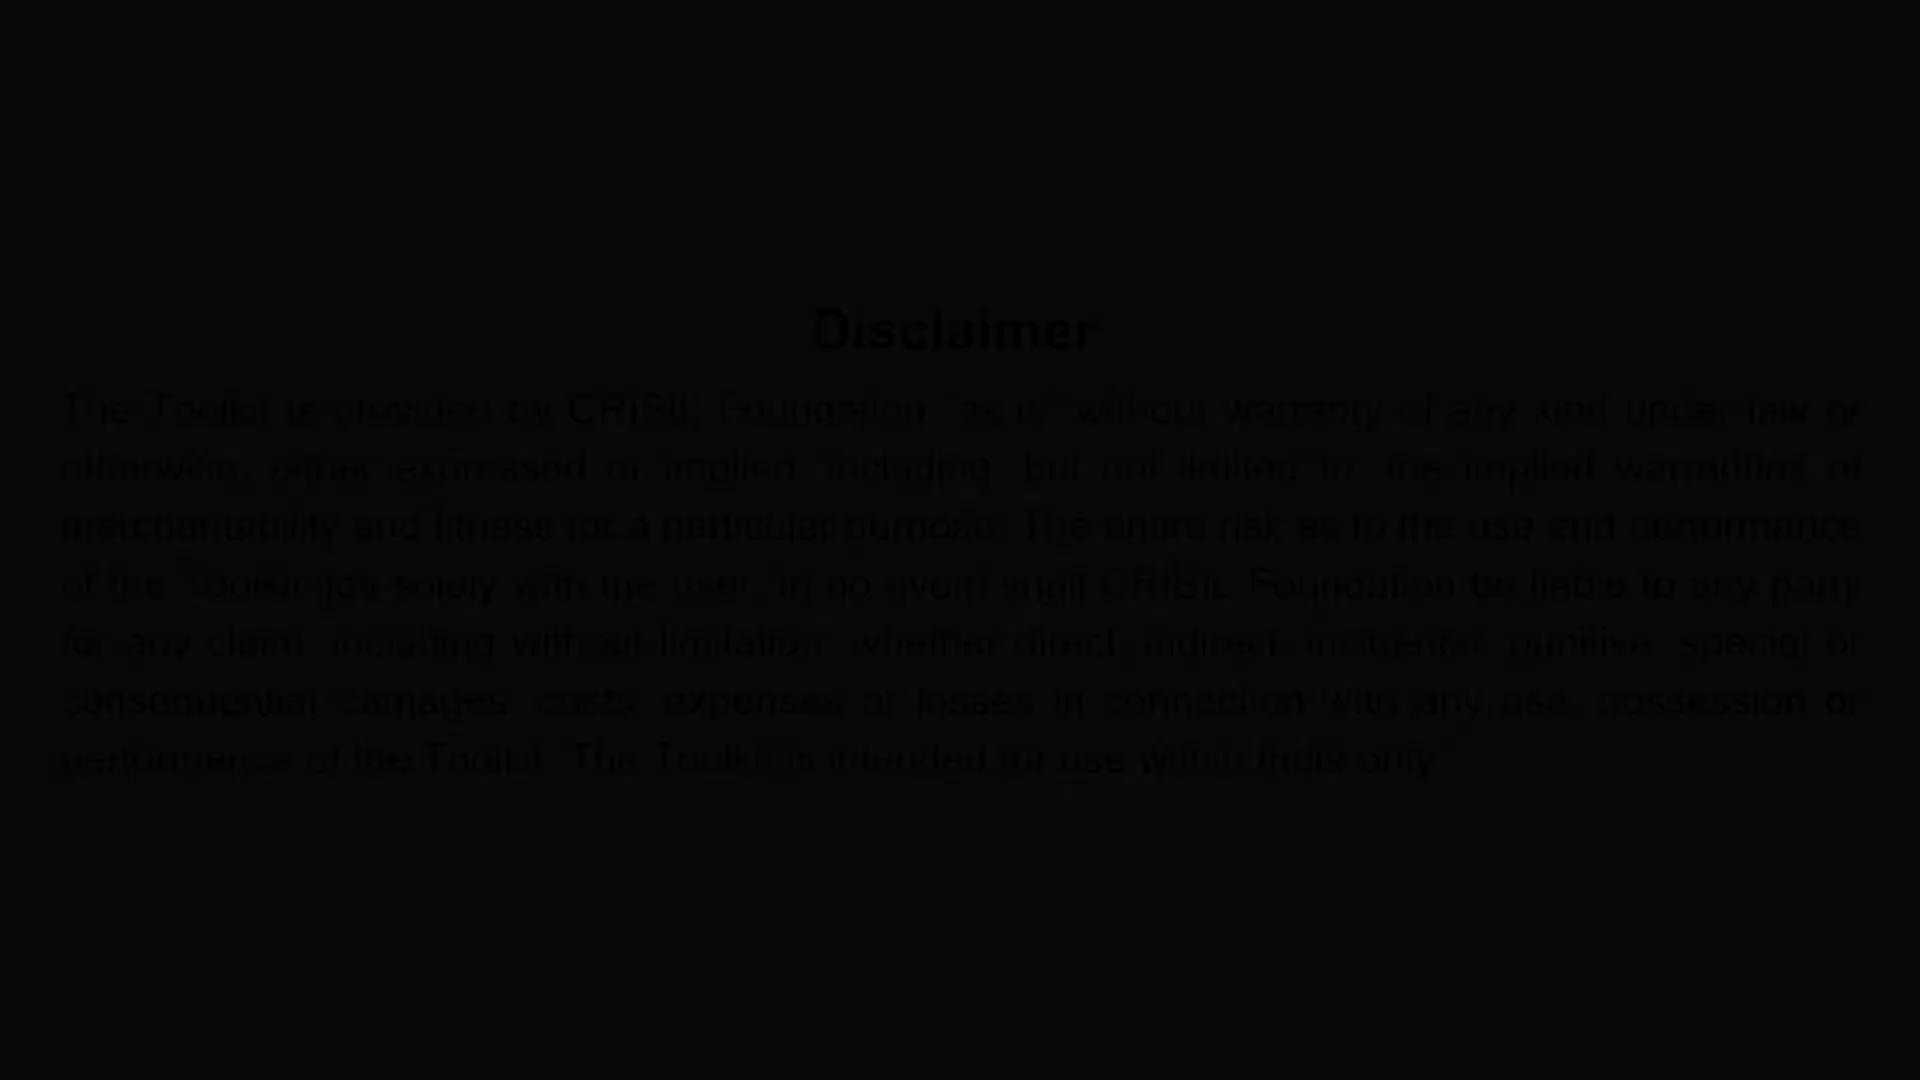 Disclaimer
The Toolkit is provided by CRISIL Foundation "as is" without warranty of any kind under law or
otherwise, either expressed or implied, including, but not limited to, the implied warranties of
merchantability and fitness for a particular purpose. The entire risk as to the use and performance
of the Toolkit lies solely with the user. In no event shall CRISIL Foundation be liable to any party
for any claim, including without limitation, whether direct, indirect, incidental, punitive, special or
consequential damages, costs, expenses or losses in connection with any use, possession or
performance of the Toolkit. The Toolkit is intended for use within India only.